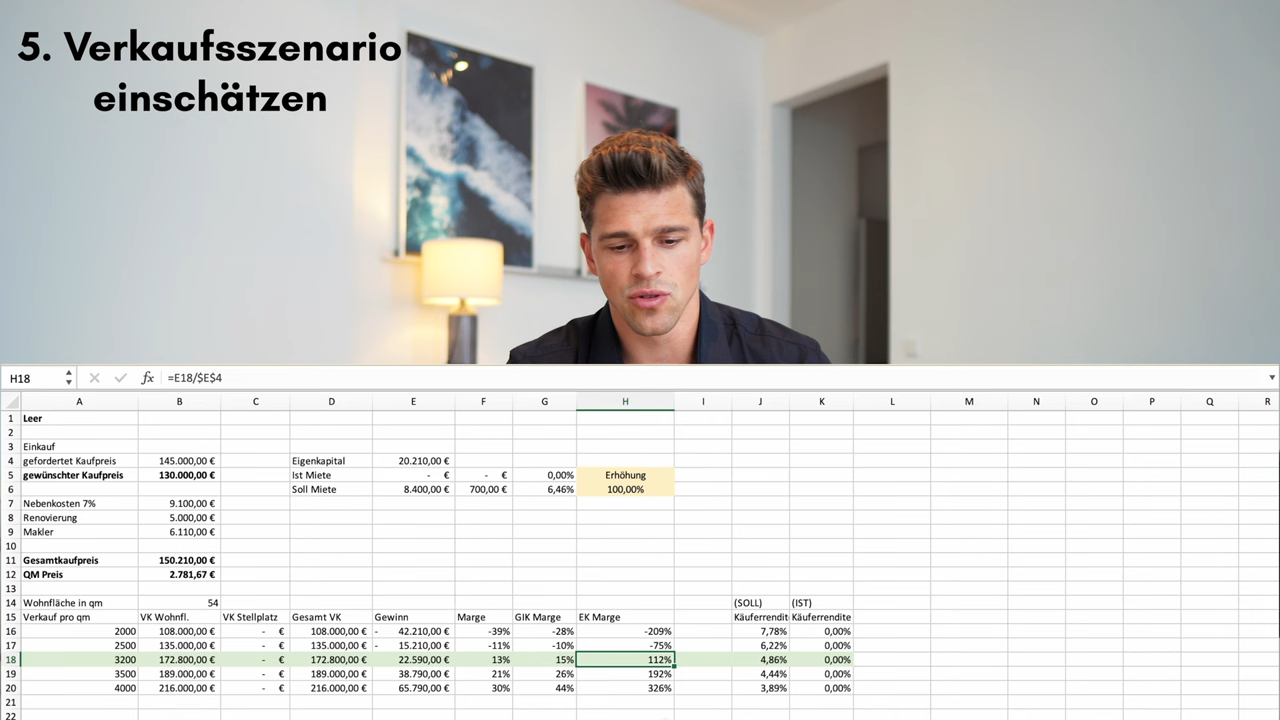 5. Verkaufsszenario
einschätzen
H18 fx =E18/$E$4
A B C D E F G H I J K L M N O P Q R
1 Leer
2
3 Einkauf
4 gefordertet Kaufpreis 145.000,00 € Eigenkapital 20.210,00 €
5 gewünschter Kaufpreis 130.000,00 € Ist Miete - € - € 0,00% Erhöhung
6 Soll Miete 8.400,00 € 700,00 € 6,46% 100,00%
7 Nebenkosten 7% 9.100,00 €
8 Renovierung 5.000,00 €
9 Makler 6.110,00 €
10
11 Gesamtkaufpreis 150.210,00 €
12 QM Preis 2.781,67 €
13
14 Wohnfläche in qm 54 (SOLL) (IST)
15 Verkauf pro qm VK Wohnfl. VK Stellplatz Gesamt VK Gewinn Marge GIK Marge EK Marge Käuferrendit Käuferrendite
16 2000 108.000,00 € - € 108.000,00 € - 42.210,00 € -39% -28% -209% 7,78% 0,00%
17 2500 135.000,00 € - € 135.000,00 € - 15.210,00 € -11% -10% -75% 6,22% 0,00%
18 3200 172.800,00 € - € 172.800,00 € 22.590,00 € 13% 15% 112% 4,86% 0,00%
19 3500 189.000,00 € - € 189.000,00 € 38.790,00 € 21% 26% 192% 4,44% 0,00%
20 4000 216.000,00 € - € 216.000,00 € 65.790,00 € 30% 44% 326% 3,89% 0,00%
21
22